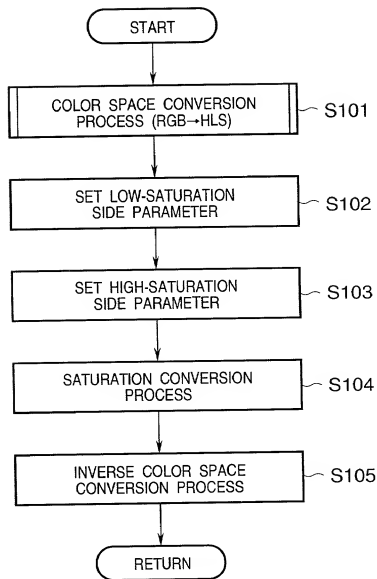 START
COLOR SPACE CONVERSION
PROCESS (RGB→HLS)
S101
SET LOW-SATURATION
SIDE PARAMETER
S102
SET HIGH-SATURATION
SIDE PARAMETER
S103
SATURATION CONVERSION
PROCESS
S104
INVERSE COLOR SPACE
CONVERSION PROCESS
S105
RETURN